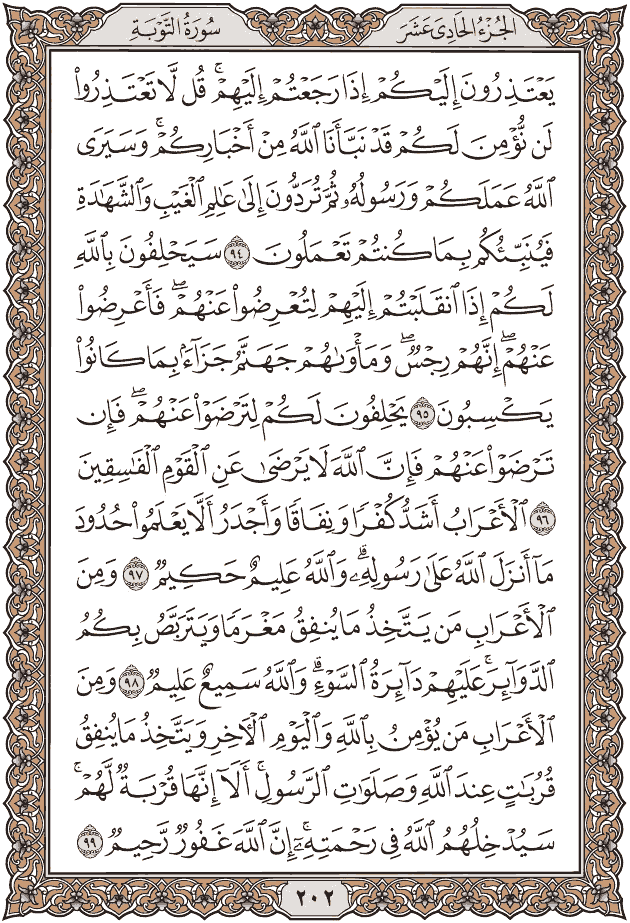 الجُزْءُ الحَادِى عَشَرَ
سُورَةُ التَّوْبَةِ
يَعْتَذِرُونَ إِلَيْكُمْ إِذَا رَجَعْتُمْ إِلَيْهِمْ ۚ قُل لَّا تَعْتَذِرُوا۟
لَن نُّؤْمِنَ لَكُمْ قَدْ نَبَّأَنَا ٱللَّهُ مِنْ أَخْبَارِكُمْ ۚ وَسَيَرَى
ٱللَّهُ عَمَلَكُمْ وَرَسُولُهُۥ ثُمَّ تُرَدُّونَ إِلَىٰ عَٰلِمِ ٱلْغَيْبِ وَٱلشَّهَٰدَةِ
فَيُنَبِّئُكُم بِمَا كُنتُمْ تَعْمَلُونَ ٩٤ سَيَحْلِفُونَ بِٱللَّهِ
لَكُمْ إِذَا ٱنقَلَبْتُمْ إِلَيْهِمْ لِتُعْرِضُوا۟ عَنْهُمْ ۖ فَأَعْرِضُوا۟
عَنْهُمْ ۖ إِنَّهُمْ رِجْسٌ ۖ وَمَأْوَىٰهُمْ جَهَنَّمُ جَزَآءًۢ بِمَا كَانُوا۟
يَكْسِبُونَ ٩٥ يَحْلِفُونَ لَكُمْ لِتَرْضَوْا۟ عَنْهُمْ ۖ فَإِن
تَرْضَوْا۟ عَنْهُمْ فَإِنَّ ٱللَّهَ لَا يَرْضَىٰ عَنِ ٱلْقَوْمِ ٱلْفَٰسِقِينَ
٩٦ ٱلْأَعْرَابُ أَشَدُّ كُفْرًا وَنِفَاقًا وَأَجْدَرُ أَلَّا يَعْلَمُوا۟ حُدُودَ
مَآ أَنزَلَ ٱللَّهُ عَلَىٰ رَسُولِهِۦ ۗ وَٱللَّهُ عَلِيمٌ حَكِيمٌ ٩٧ وَمِنَ
ٱلْأَعْرَابِ مَن يَتَّخِذُ مَا يُنفِقُ مَغْرَمًا وَيَتَرَبَّصُ بِكُمُ
ٱلدَّوَآئِرَ ۚ عَلَيْهِمْ دَآئِرَةُ ٱلسَّوْءِ ۗ وَٱللَّهُ سَمِيعٌ عَلِيمٌ ٩٨ وَمِنَ
ٱلْأَعْرَابِ مَن يُؤْمِنُ بِٱللَّهِ وَٱلْيَوْمِ ٱلْءَاخِرِ وَيَتَّخِذُ مَا يُنفِقُ
قُرُبَٰتٍ عِندَ ٱللَّهِ وَصَلَوَٰتِ ٱلرَّسُولِ ۚ أَلَآ إِنَّهَا قُرْبَةٌ لَّهُمْ ۚ
سَيُدْخِلُهُمُ ٱللَّهُ فِى رَحْمَتِهِۦٓ ۗ إِنَّ ٱللَّهَ غَفُورٌ رَّحِيمٌ ٩٩
٢٠٢